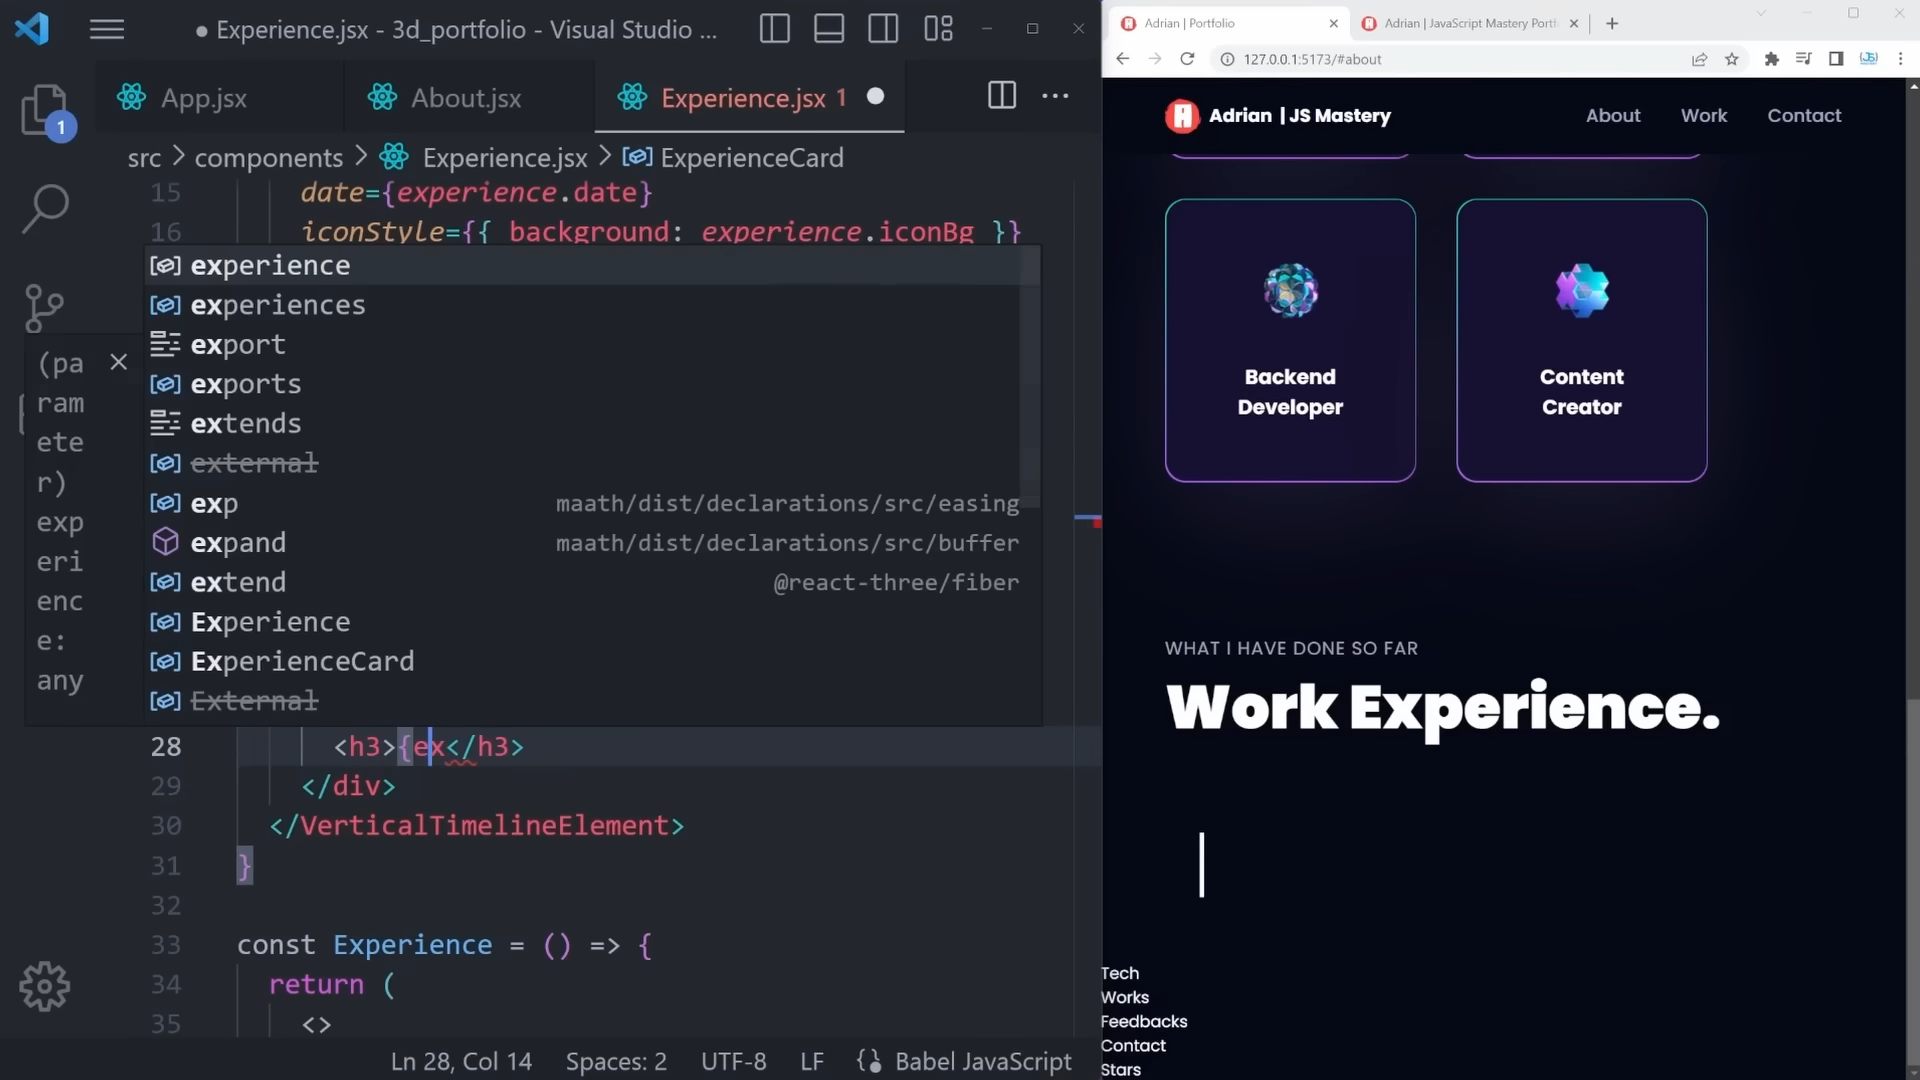 Experience.jsx - 3d_portfolio - Visual Studio ...
App.jsx
About.jsx
Experience.jsx 1
1
src > components > Experience.jsx > ExperienceCard
15 date={experience.date}
16 iconStyle={{ background: experience.iconBg }}
experience
experiences
export
exports
extends
external
exp maath/dist/declarations/src/easing
expand maath/dist/declarations/src/buffer
extend @react-three/fiber
Experience
ExperienceCard
External
(pa
ram
ete
r)
exp
eri
enc
e:
any
28 <h3>{ex</h3>
29 </div>
30 </VerticalTimelineElement>
31 }
32
33 const Experience = () => {
34 return (
35 <>
Ln 28, Col 14 Spaces: 2 UTF-8 LF Babel JavaScript
Adrian | Portfolio
Adrian | JavaScript Mastery Portf
127.0.0.1:5173/#about
Adrian | JS Mastery
About
Work
Contact
Backend
Developer
Content
Creator
WHAT I HAVE DONE SO FAR
Work Experience.
Tech
Works
Feedbacks
Contact
Stars